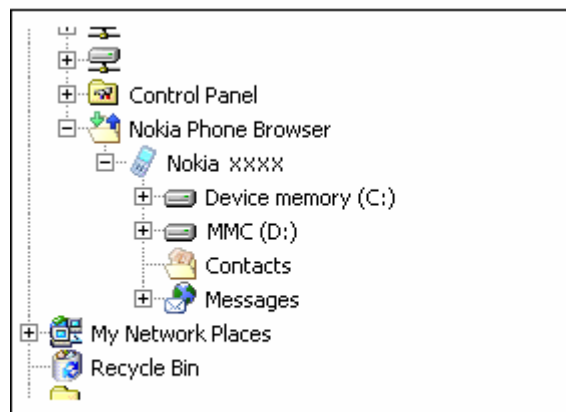 Control Panel
Nokia Phone Browser
Nokia xxxx
Device memory (C:)
MMC (D:)
Contacts
Messages
My Network Places
Recycle Bin